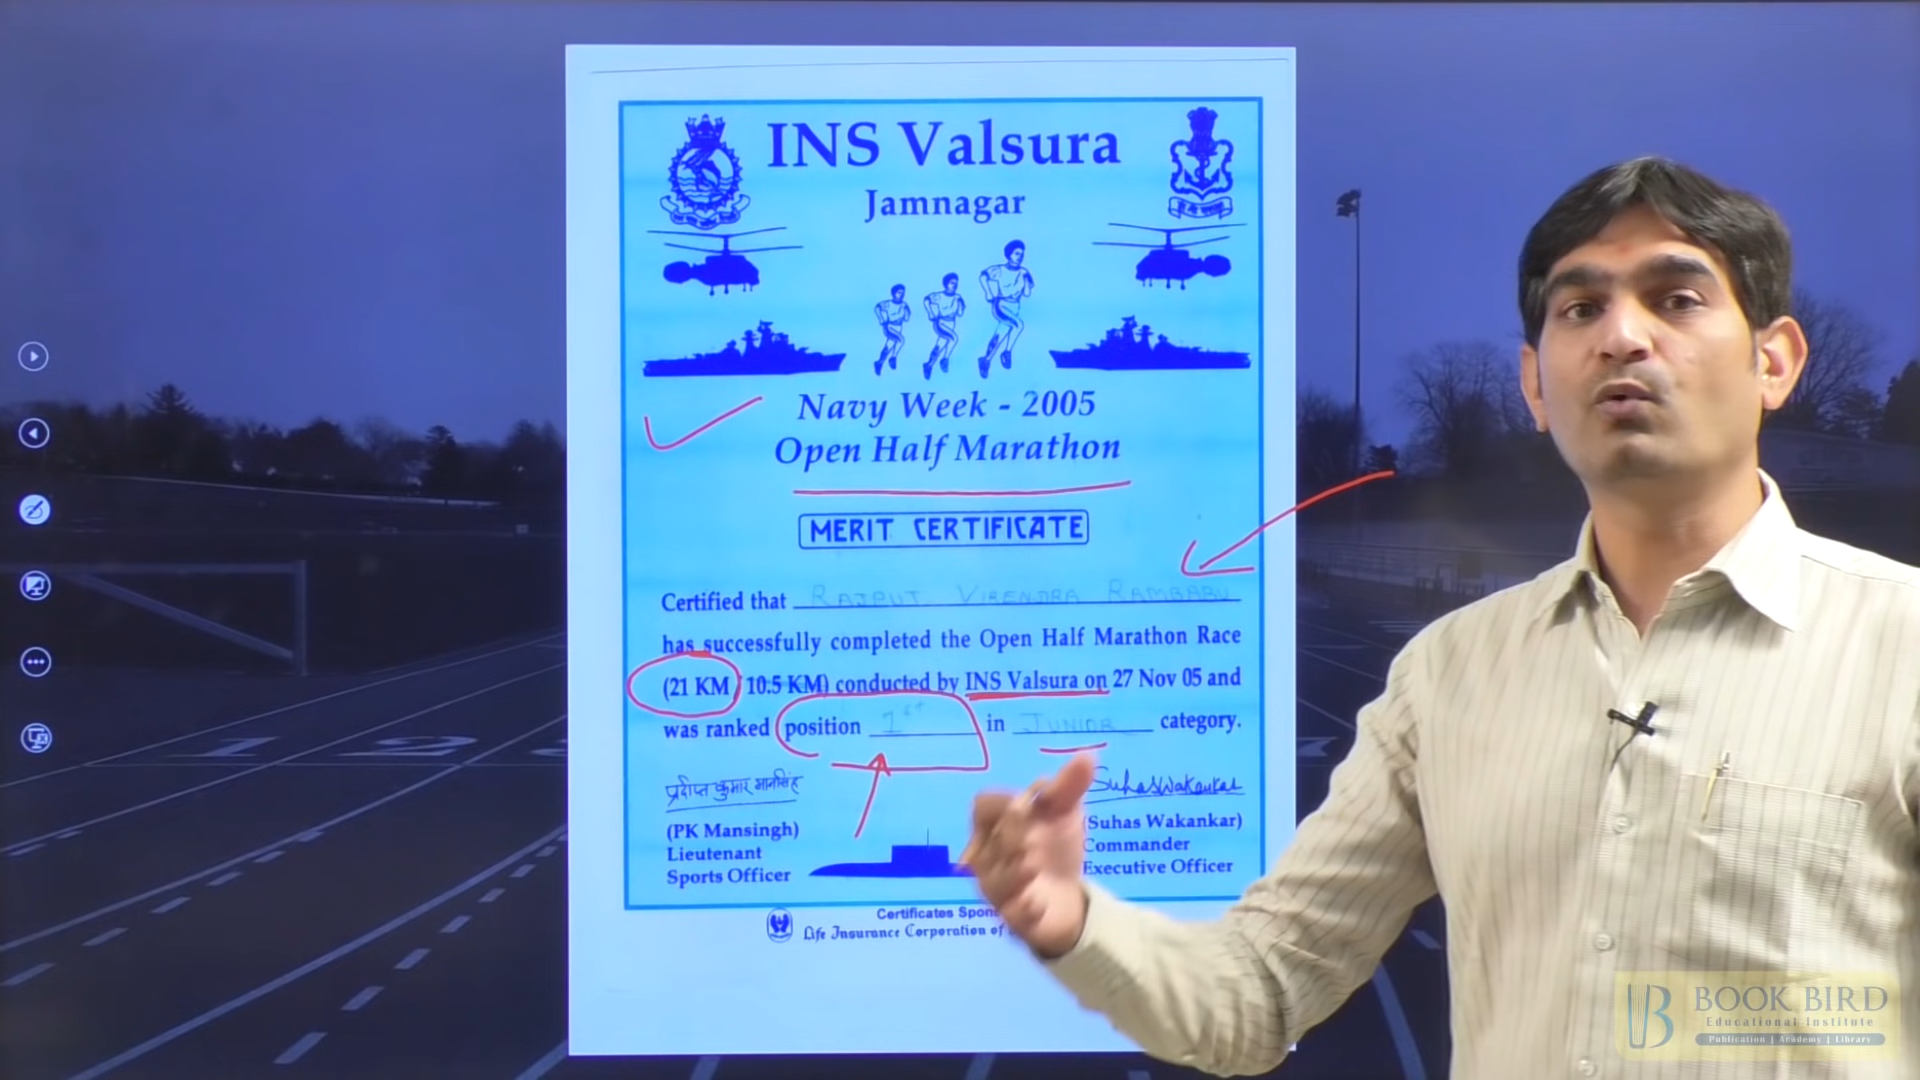 INS Valsura
Jamnagar
Navy Week - 2005
Open Half Marathon
MERIT CERTIFICATE
Certified that RAJPUT VIRENDRA RAMBABU
has successfully completed the Open Half Marathon Race
(21 KM / 10.5 KM) conducted by INS Valsura on 27 Nov 05 and
was ranked position 1st in JUNIOR category.
प्रदीप्त कुमार मानसिंह
SuhasWakankar
(PK Mansingh)
Lieutenant
Sports Officer
(Suhas Wakankar)
Commander
Executive Officer
Certificates Spons
Life Insurance Corporation of
1 2
BOOK BIRD
Educational Institute
Publication | Academy | Library